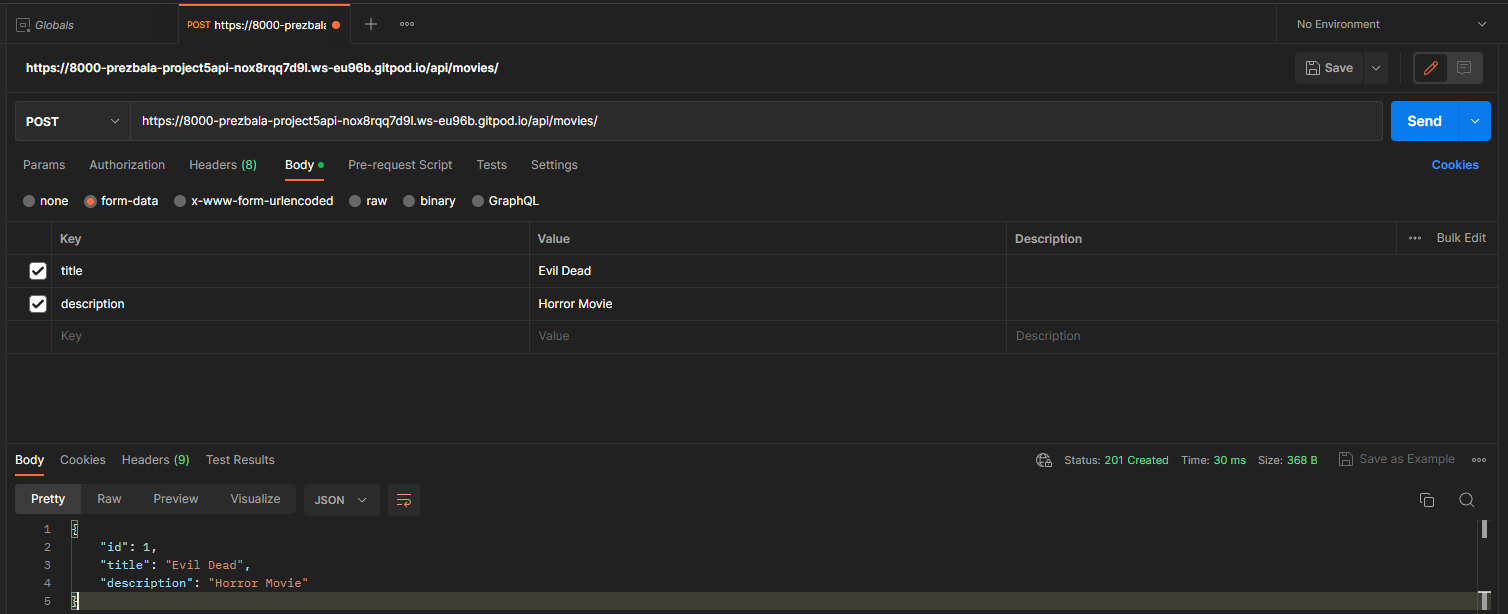 Globals POST https://8000-prezbala No Environment
https://8000-prezbala-project5api-nox8rqq7d9l.ws-eu96b.gitpod.io/api/movies/ Save
POST https://8000-prezbala-project5api-nox8rqq7d9l.ws-eu96b.gitpod.io/api/movies/ Send
Params Authorization Headers (8) Body Pre-request Script Tests Settings Cookies
none form-data x-www-form-urlencoded raw binary GraphQL
Key Value Description Bulk Edit
title Evil Dead
description Horror Movie
Key Value Description
Body Cookies Headers (9) Test Results Status: 201 Created Time: 30 ms Size: 368 B Save as Example
Pretty Raw Preview Visualize JSON
1 {
2 "id": 1,
3 "title": "Evil Dead",
4 "description": "Horror Movie"
5 }